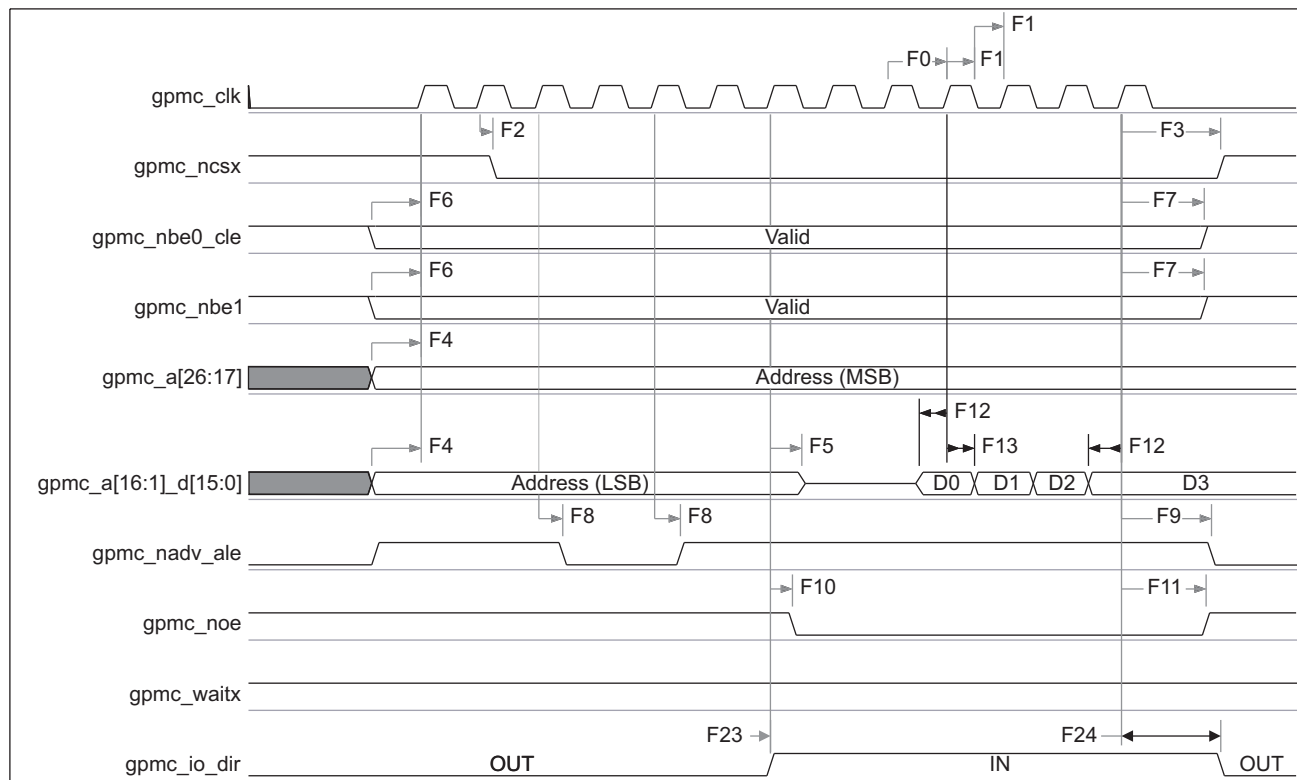 F1
F0 F1
gpmc_clk
F2 F3
gpmc_ncsx
F6 F7
gpmc_nbe0_cle Valid
F6 F7
gpmc_nbe1 Valid
F4
gpmc_a[26:17] Address (MSB)
F12
F4 F5 F13 F12
gpmc_a[16:1]_d[15:0] Address (LSB) D0 D1 D2 D3
F8 F8 F9
gpmc_nadv_ale
F10 F11
gpmc_noe
gpmc_waitx
F23 F24
gpmc_io_dir OUT IN OUT